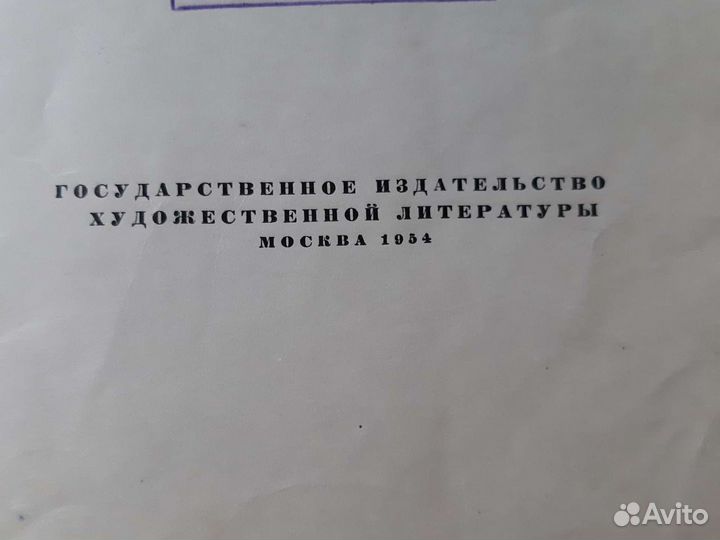 ГОСУДАРСТВЕННОЕ ИЗДАТЕЛЬСТВО
ХУДОЖЕСТВЕННОЙ ЛИТЕРАТУРЫ
МОСКВА 1954
Avito